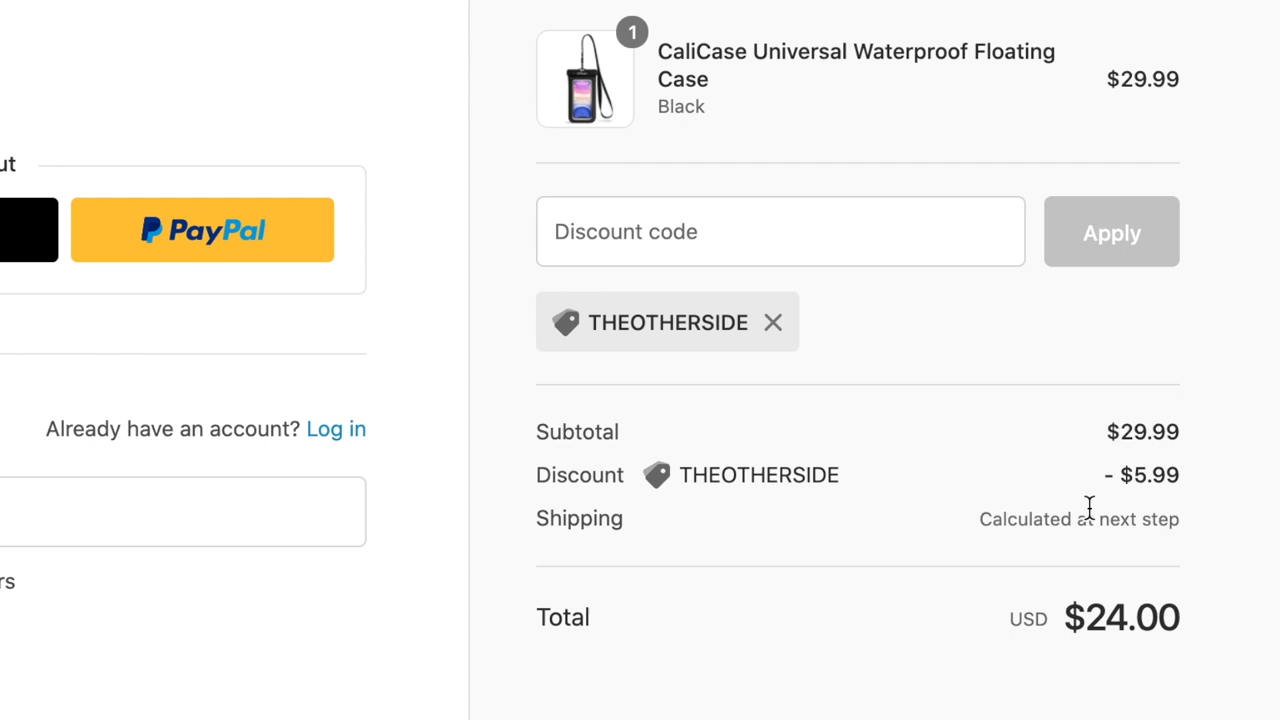 1
CaliCase Universal Waterproof Floating
Case
$29.99
Black
ut
PayPal
Discount code
Apply
THEOTHERSIDE
Already have an account? Log in
Subtotal
$29.99
Discount THEOTHERSIDE
- $5.99
Shipping
Calculated at next step
rs
Total
USD $24.00